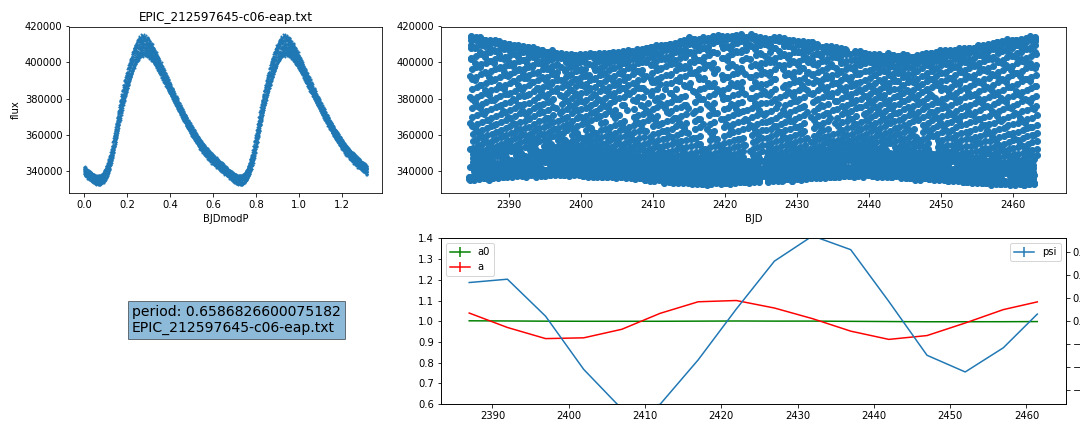 EPIC_212597645-c06-eap.txt
420000
400000
380000
360000
340000
flux
0.0 0.2 0.4 0.6 0.8 1.0 1.2
BJDmodP
420000
400000
380000
360000
340000
2390 2400 2410 2420 2430 2440 2450 2460
BJD
period: 0.6586826600075182
EPIC_212597645-c06-eap.txt
1.4
1.3
1.2
1.1
1.0
0.9
0.8
0.7
0.6
a0
a
psi
2390 2400 2410 2420 2430 2440 2450 2460